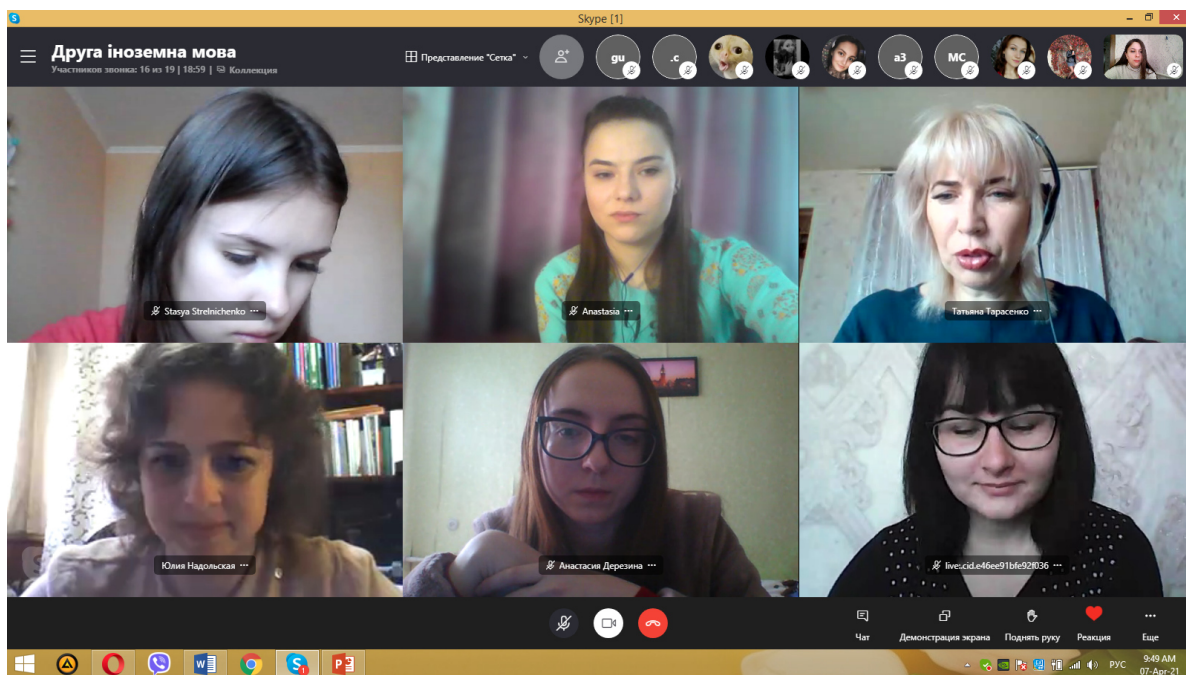 Skype [1]
Друга іноземна мова
Участников звонка: 16 из 19 | 18:59 | Коллекция
Представление "Сетка"
gu
.c
аЗ
МС
Stasya Strelnichenko ···
Anastasia ···
Татьяна Тарасенко ···
Юлия Надольская ···
Анастасия Дерезина ···
live:.cid.e46ee91bfe92f036 ···
Чат
Демонстрация экрана
Поднять руку
Реакция
Еще
РУС
9:49 AM
07-Apr-21